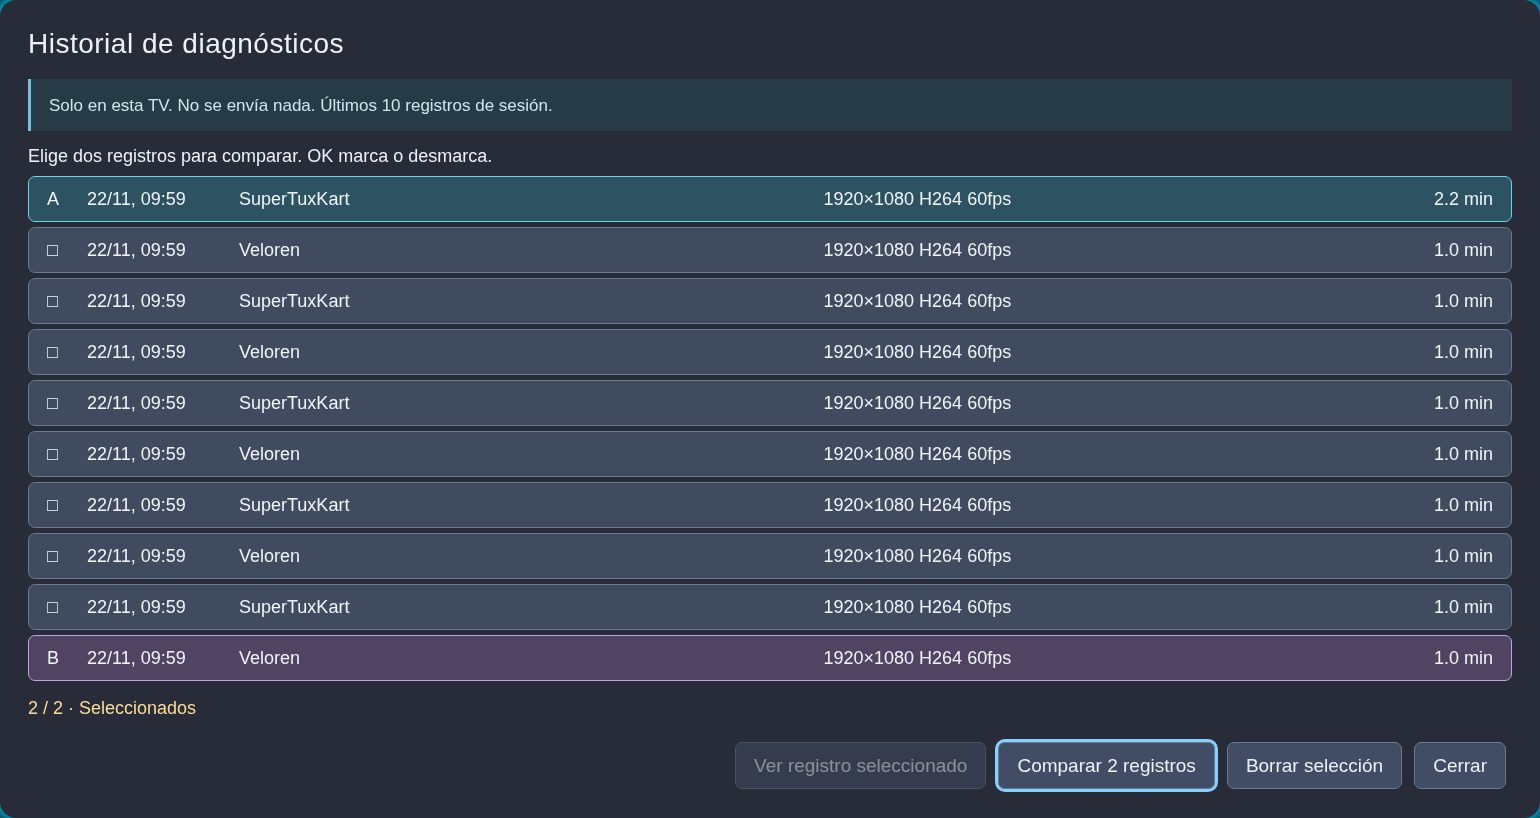 Historial de diagnósticos
Solo en esta TV. No se envía nada. Últimos 10 registros de sesión.
Elige dos registros para comparar. OK marca o desmarca.
A 22/11, 09:59 SuperTuxKart 1920×1080 H264 60fps 2.2 min
□ 22/11, 09:59 Veloren 1920×1080 H264 60fps 1.0 min
□ 22/11, 09:59 SuperTuxKart 1920×1080 H264 60fps 1.0 min
□ 22/11, 09:59 Veloren 1920×1080 H264 60fps 1.0 min
□ 22/11, 09:59 SuperTuxKart 1920×1080 H264 60fps 1.0 min
□ 22/11, 09:59 Veloren 1920×1080 H264 60fps 1.0 min
□ 22/11, 09:59 SuperTuxKart 1920×1080 H264 60fps 1.0 min
□ 22/11, 09:59 Veloren 1920×1080 H264 60fps 1.0 min
□ 22/11, 09:59 SuperTuxKart 1920×1080 H264 60fps 1.0 min
B 22/11, 09:59 Veloren 1920×1080 H264 60fps 1.0 min
2 / 2 · Seleccionados
Ver registro seleccionado Comparar 2 registros Borrar selección Cerrar